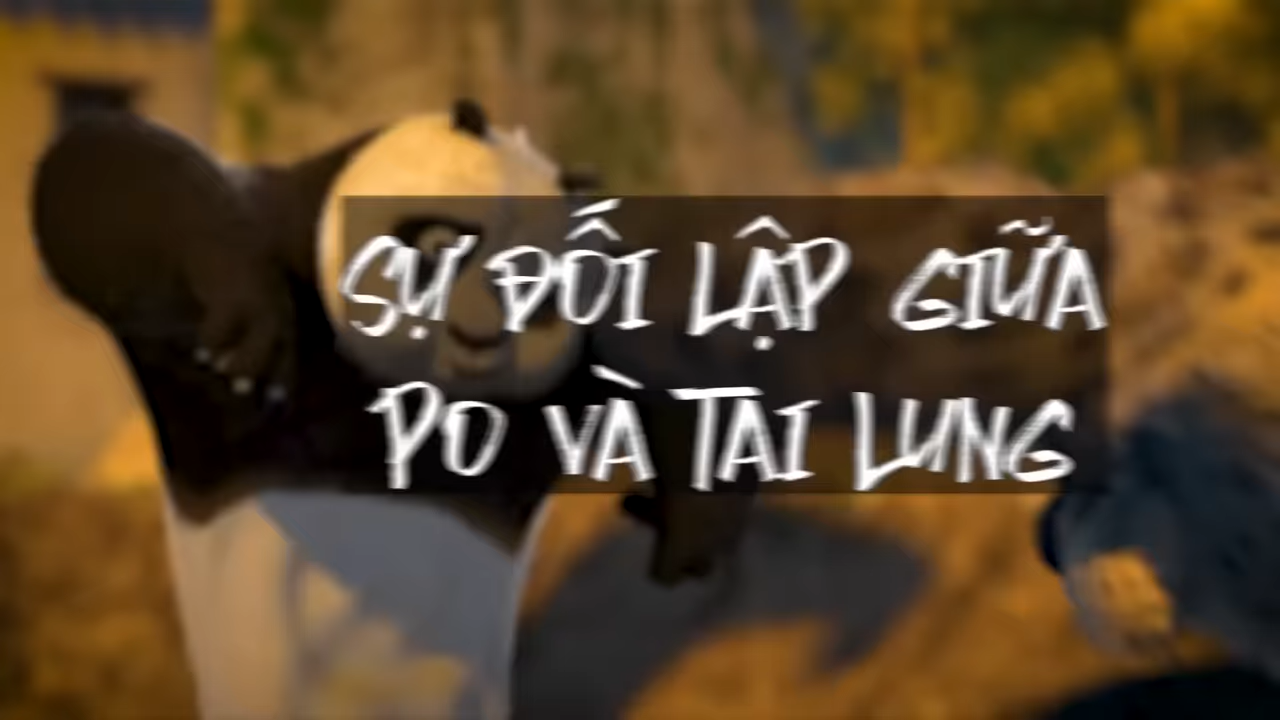 SỰ ĐỐI LẬP GIỮA
PO VÀ TAI LUNG